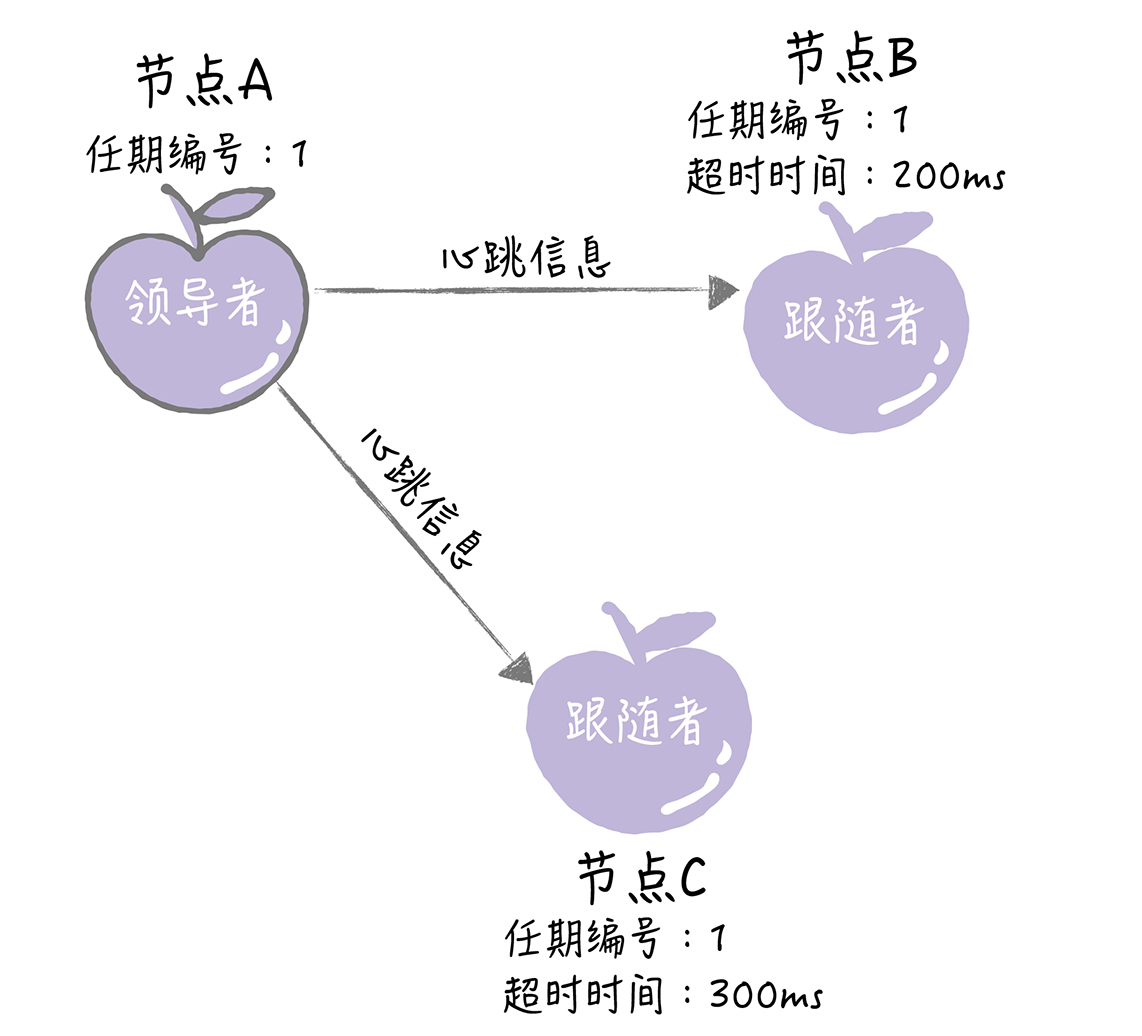 节点A
任期编号：1
领导者
节点B
任期编号：1
超时时间：200ms
跟随者
心跳信息
心跳信息
跟随者
节点C
任期编号：1
超时时间：300ms